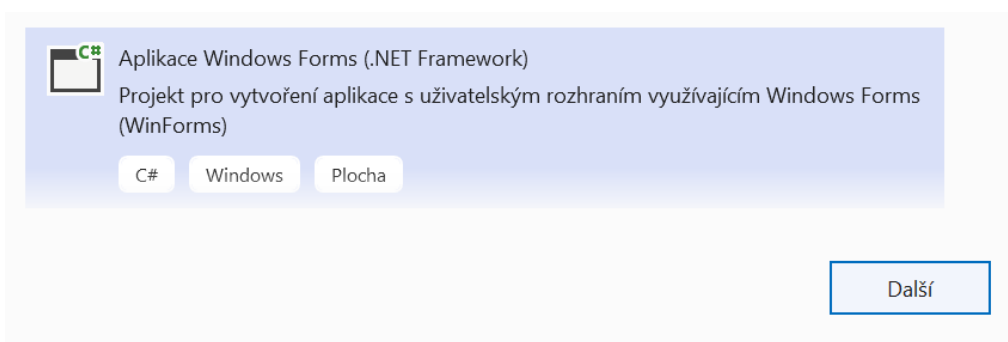 C#
Aplikace Windows Forms (.NET Framework)
Projekt pro vytvoření aplikace s uživatelským rozhraním využívajícím Windows Forms
(WinForms)
C# Windows Plocha
Další